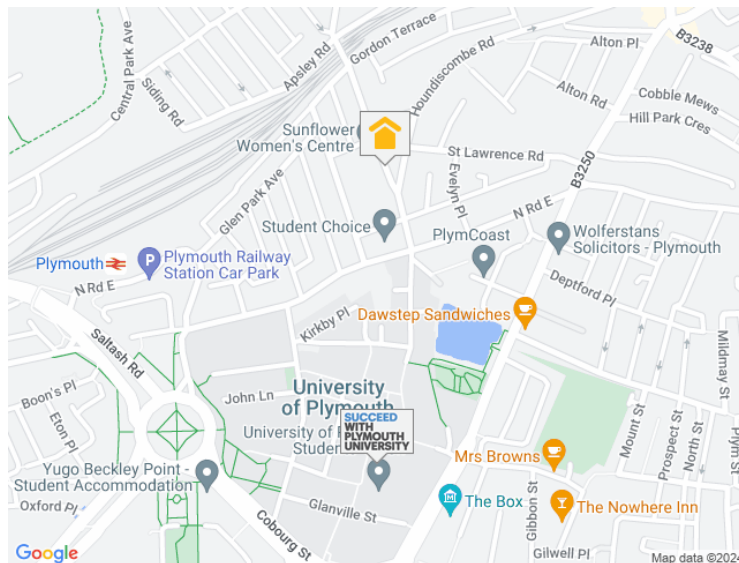 Central Park Ave
Siding Rd
Apsley Rd
Gordon Terrace
Houndiscombe Rd
Alton Pl
B3238
Alton Rd
Cobble Mews
Hill Park Cres
Sunflower
Women's Centre
St Lawrence Rd
B3250
Evelyn Pl
Glen Park Ave
N Rd E
Student Choice
PlymCoast
Wolferstans
Solicitors - Plymouth
Plymouth
Plymouth Railway
Station Car Park
N Rd E
Deptford Pl
Saltash Rd
Kirkby Pl
Dawstep Sandwiches
Mildmay St
Boon's Pl
Eton Pl
John Ln
University
of Plymouth
SUCCEED
WITH
PLYMOUTH
UNIVERSITY
University of
Student
Mount St
Prospect St
North St
Plym St
Mrs Browns
Yugo Beckley Point -
Student Accommodation
Oxford Pl
Glanville St
Cobourg St
The Box
Gibbon St
The Nowhere Inn
Gilwell Pl
Google
Map data ©2024